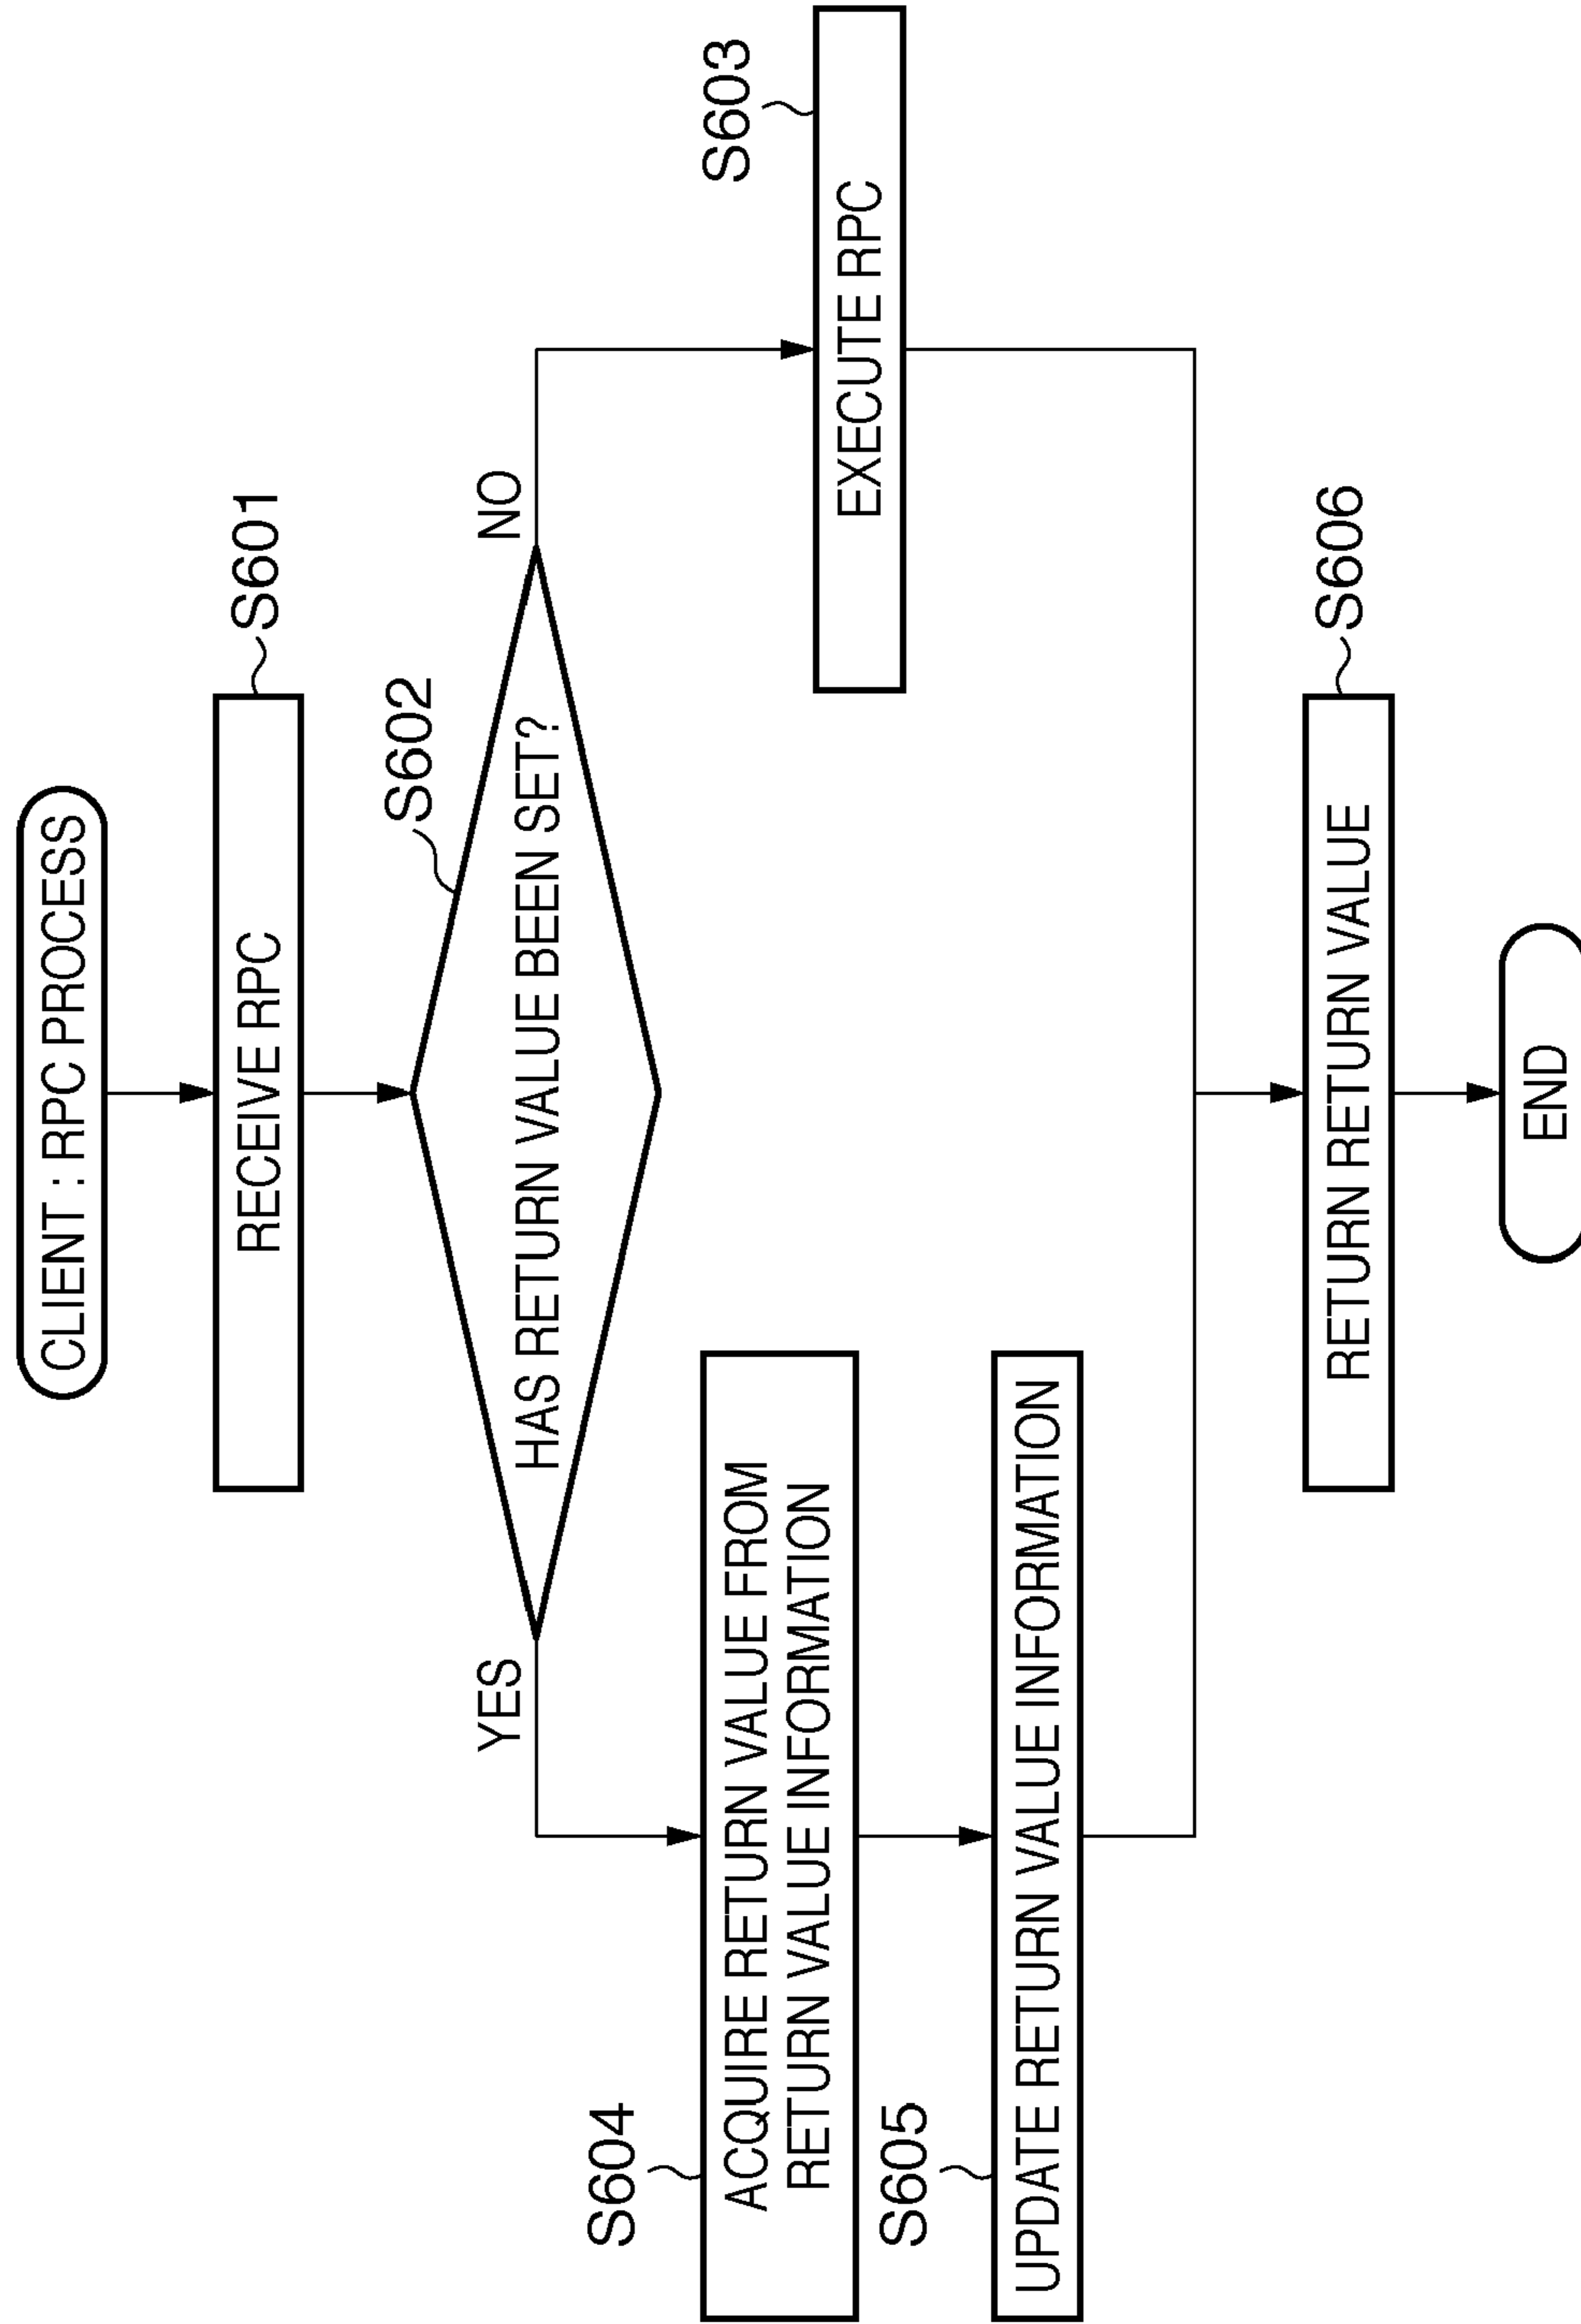 CLIENT : RPC PROCESS
S601
RECEIVE RPC
S602
HAS RETURN VALUE BEEN SET?
YES
NO
S604
ACQUIRE RETURN VALUE FROM
RETURN VALUE INFORMATION
S603
EXECUTE RPC
S605
UPDATE RETURN VALUE INFORMATION
S606
RETURN RETURN VALUE
END